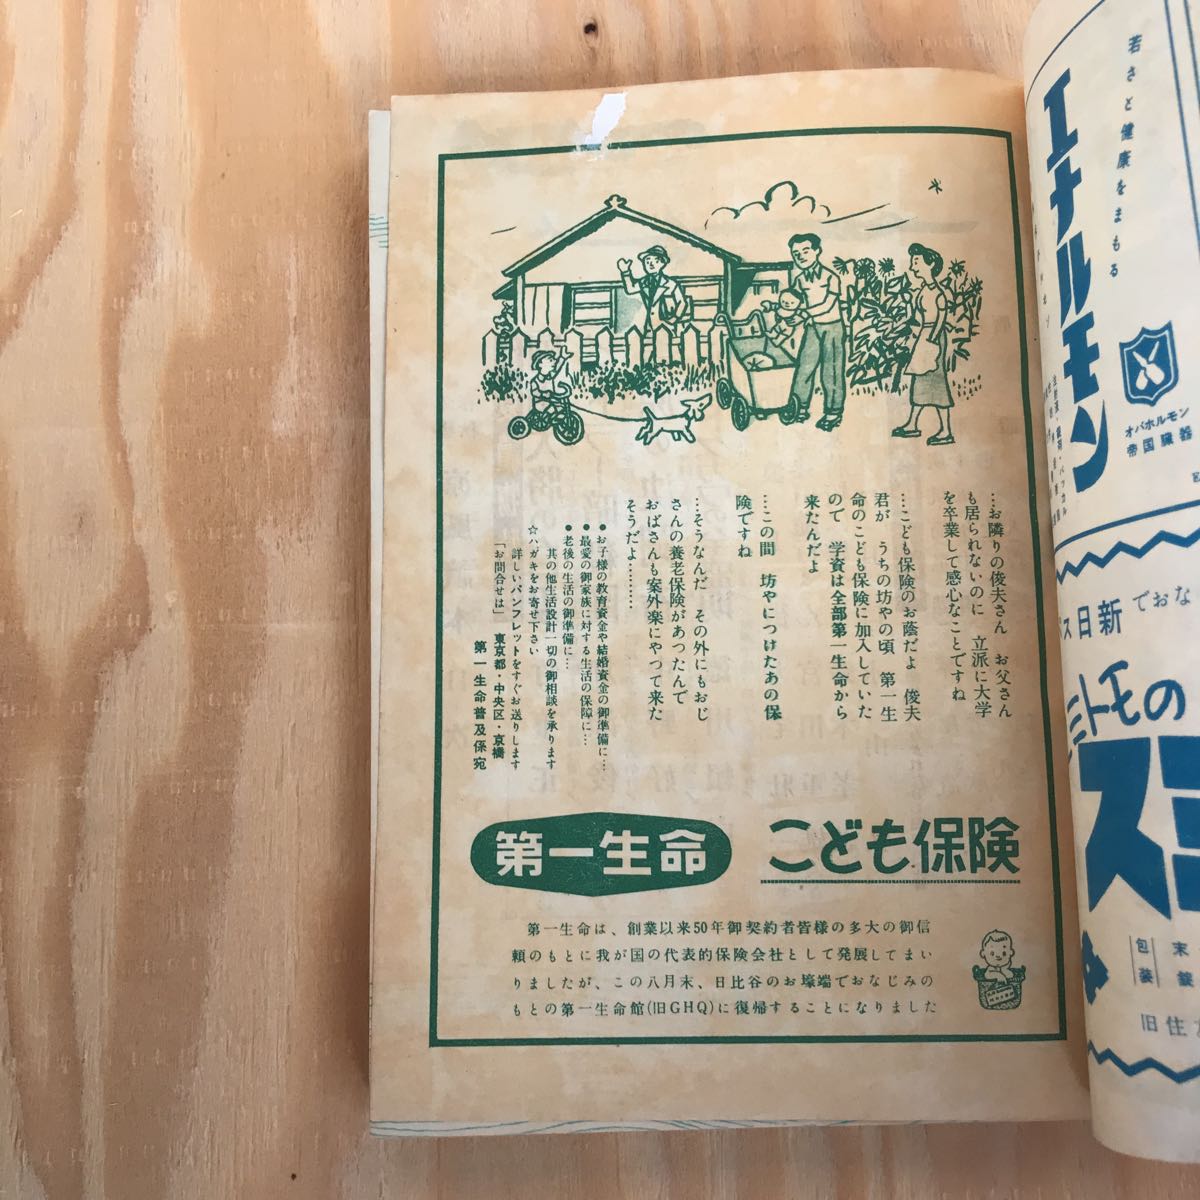 …お隣りの俊夫さん　お父さん
も居られないのに　立派に大学
を卒業して感心なことですね
…こども保険のお蔭だよ　俊夫
君が　うちの坊やの頃　第一生
命のこども保険に加入していた
ので　学資は全部第一生命から
来たんだよ
…この間　坊やにつけたあの保
険ですね
…そうなんだ　その外にもおじ
さんの養老保険があつたんで
おばさんも案外楽にやつて来た
そうだよ………
●お子様の教育資金や結婚資金の御準備に…
●最愛の御家族に対する生活の保障に…
●老後の生活の御準備に…
其の他生活設計一切の御相談を承ります
☆ハガキをお寄せ下さい
詳しいパンフレットをすぐお送りします
「お問合せは」　東京都・中央区・京橋
第一生命普及係宛
第一生命　こども保険
第一生命は、創業以来50年御契約者皆様の多大の御信
頼のもとに我が国の代表的保険会社として発展してまい
りましたが、この八月末、日比谷のお壕端でおなじみの
もとの第一生命館(旧GHQ)に復帰することになりました
若さと健康をまもる
エナルモン
オバホルモン
帝国臓器
ス日新でおな
ミトモの
ス
末
錠
包
装
旧住